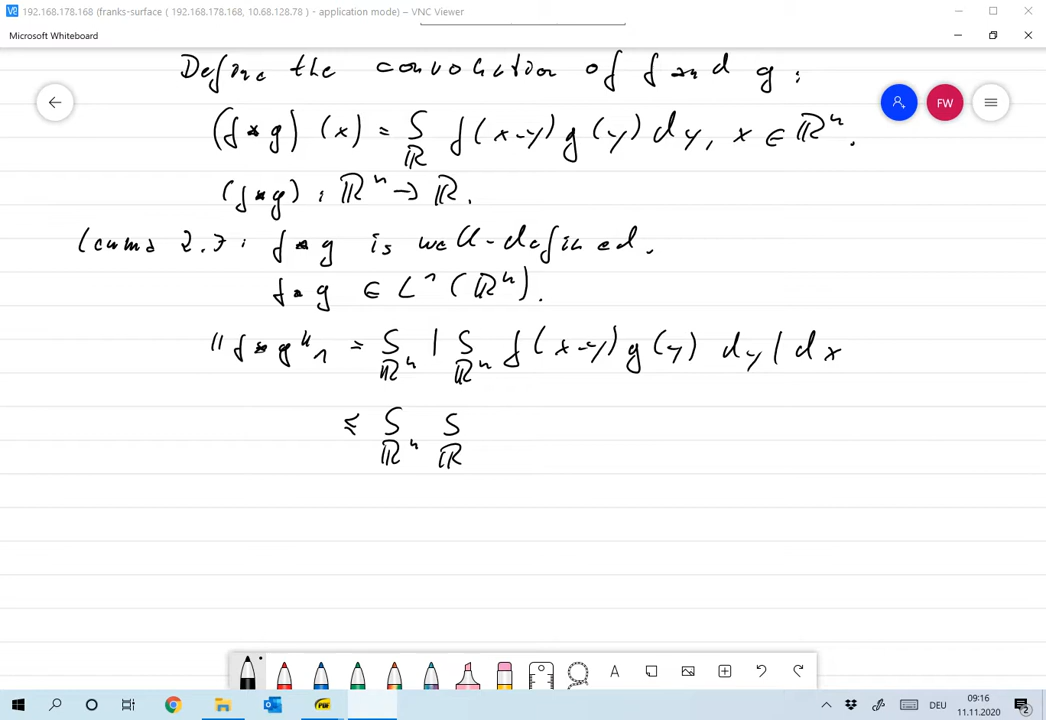 192.168.178.168 (franks-surface ( 192.168.178.168, 10.68.128.78 ) - application mode) – VNC Viewer
Microsoft Whiteboard
Define the convolution of f and g :
(f*g) (x) = ∫_ℝ f(x-y) g(y) dy, x ∈ ℝ^n.
(f*g) : ℝ^n → ℝ.
Lemma 2.7: f*g is well-defined.
f*g ∈ L^1 (ℝ^n).
FW
||f*g||_1 = ∫_ℝ^n | ∫_ℝ^n f(x-y) g(y) dy | dx
≤ ∫_ℝ^n ∫_ℝ
A
DEU
09:16
11.11.2020
2